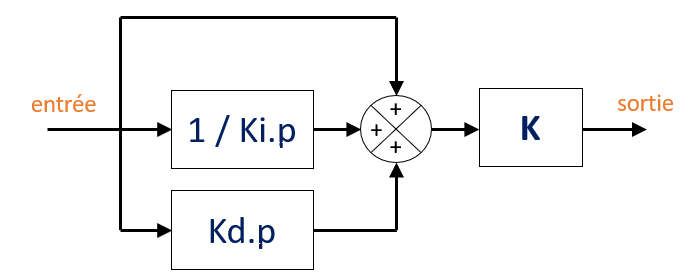 entrée
1 / Ki.p
Kd.p
+
+
+
K
sortie